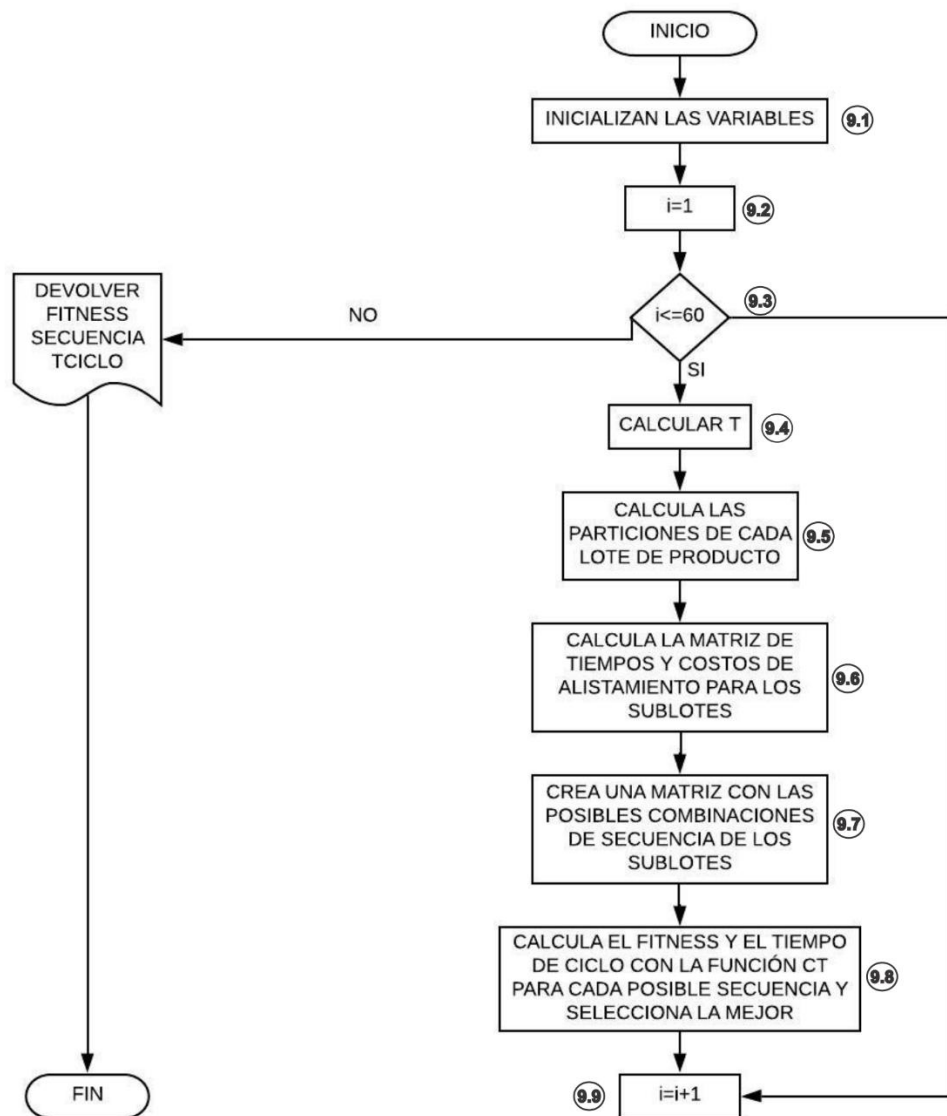 INICIO
INICIALIZAN LAS VARIABLES
9.1
i=1
9.2
i<=60
9.3
NO
SI
DEVOLVER
FITNESS
SECUENCIA
TCICLO
CALCULAR T
9.4
CALCULA LAS
PARTICIONES DE CADA
LOTE DE PRODUCTO
9.5
CALCULA LA MATRIZ DE
TIEMPOS Y COSTOS DE
ALISTAMIENTO PARA LOS
SUBLOTES
9.6
CREA UNA MATRIZ CON LAS
POSIBLES COMBINACIONES
DE SECUENCIA DE LOS
SUBLOTES
9.7
CALCULA EL FITNESS Y EL TIEMPO
DE CICLO CON LA FUNCIÓN CT
PARA CADA POSIBLE SECUENCIA Y
SELECCIONA LA MEJOR
9.8
FIN
9.9
i=i+1